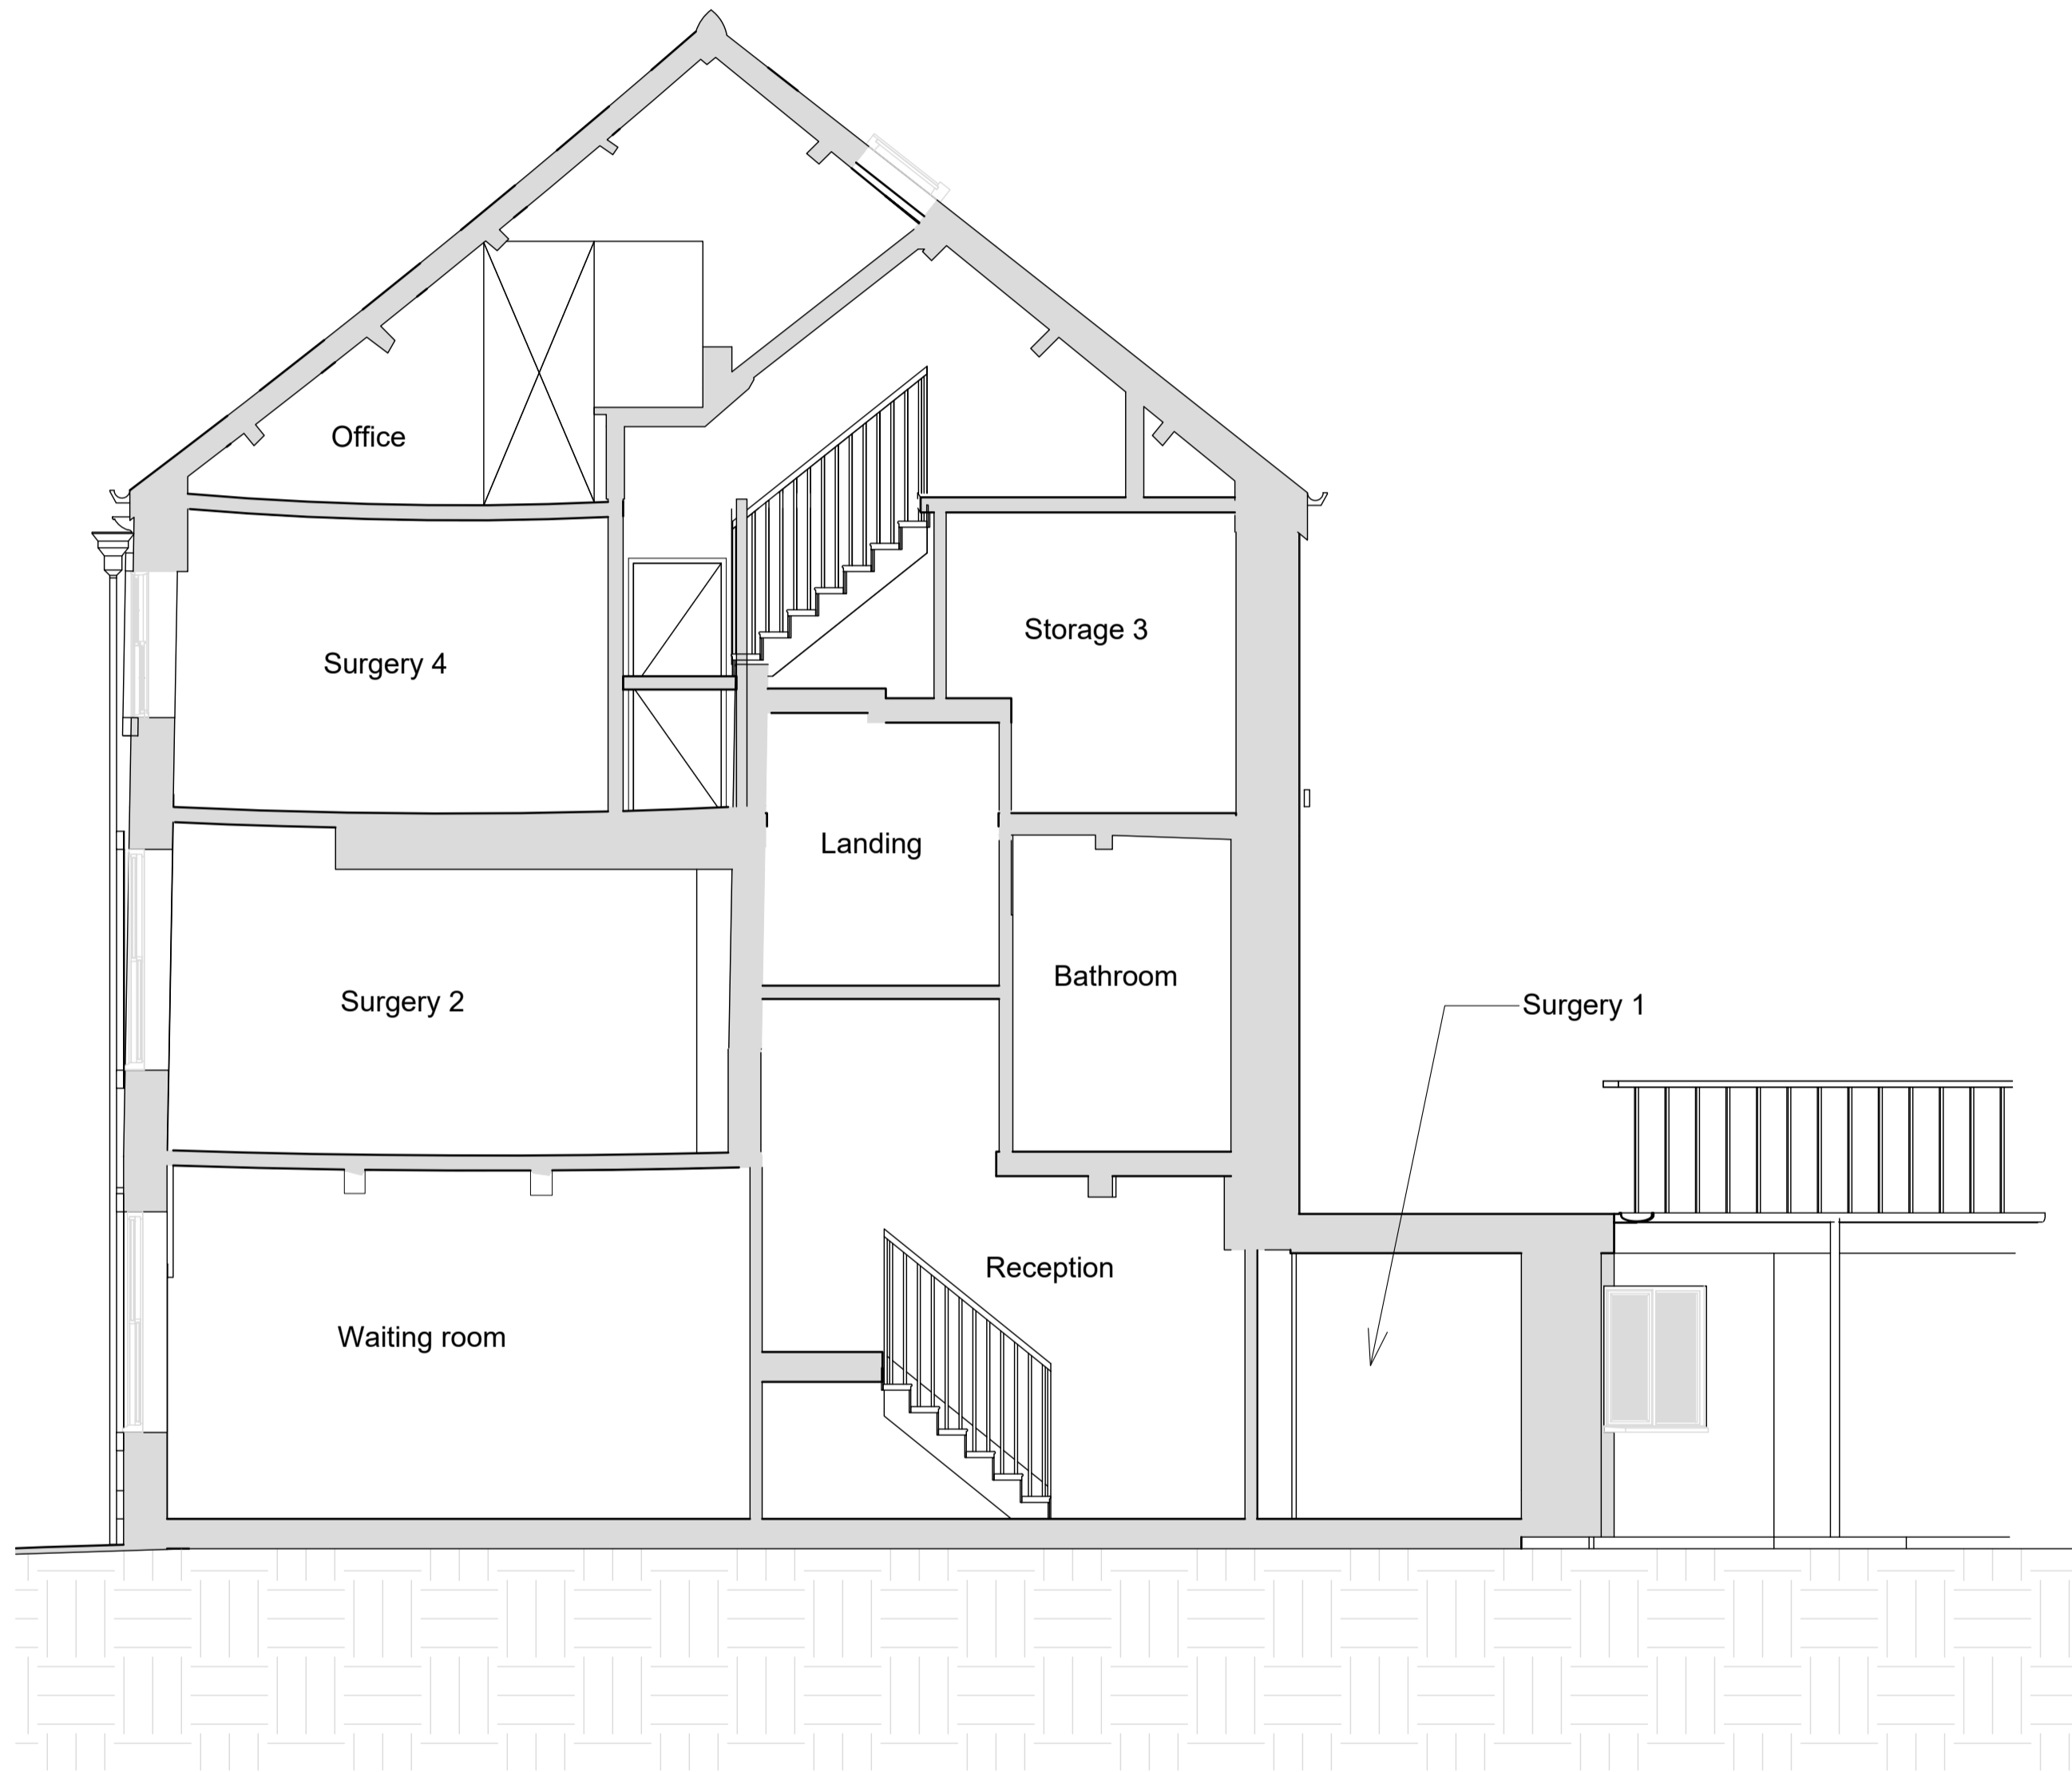 Office
Storage 3
Surgery 4
Landing
Bathroom
Surgery 2
Surgery 1
Reception
Waiting room